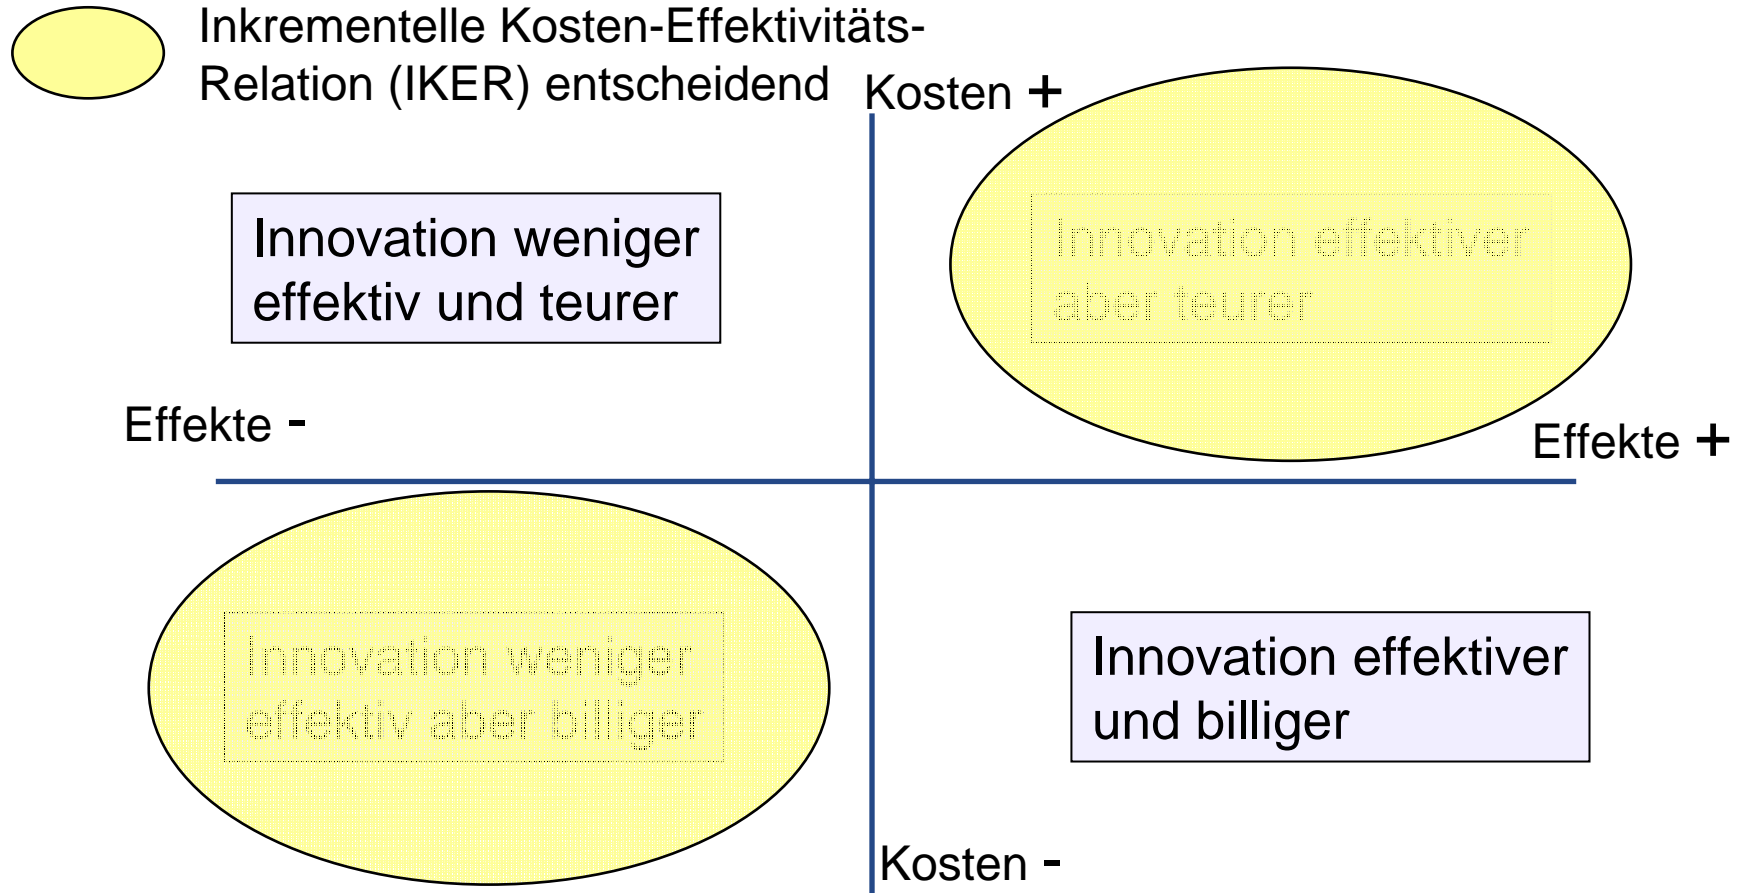 Inkrementelle Kosten-Effektivitäts-
Relation (IKER) entscheidend
Kosten +
Innovation weniger
effektiv und teurer
Innovation effektiver
aber teurer
Effekte -
Effekte +
Innovation weniger
effektiv aber billiger
Innovation effektiver
und billiger
Kosten -